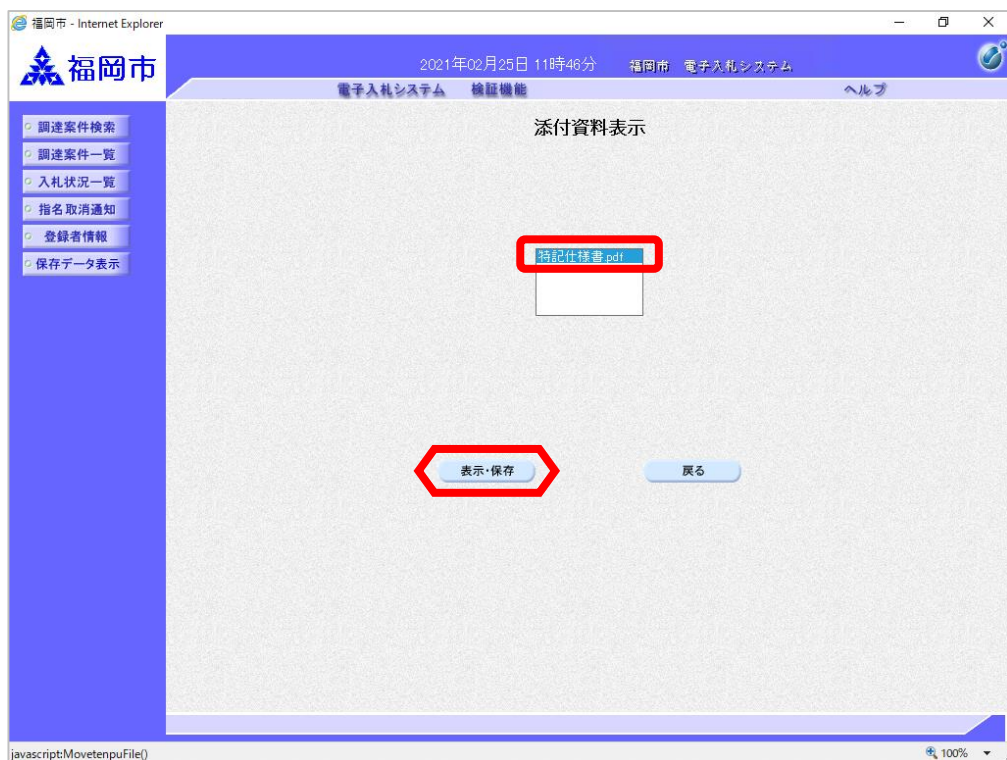 福岡市 - Internet Explorer
福岡市
2021年02月25日 11時46分 福岡市 電子入札システム
電子入札システム 検証機能 ヘルプ
調達案件検索
調達案件一覧
入札状況一覧
指名取消通知
登録者情報
保存データ表示
添付資料表示
特記仕様書.pdf
表示・保存 戻る
javascript:MovetenpuFile()
100%